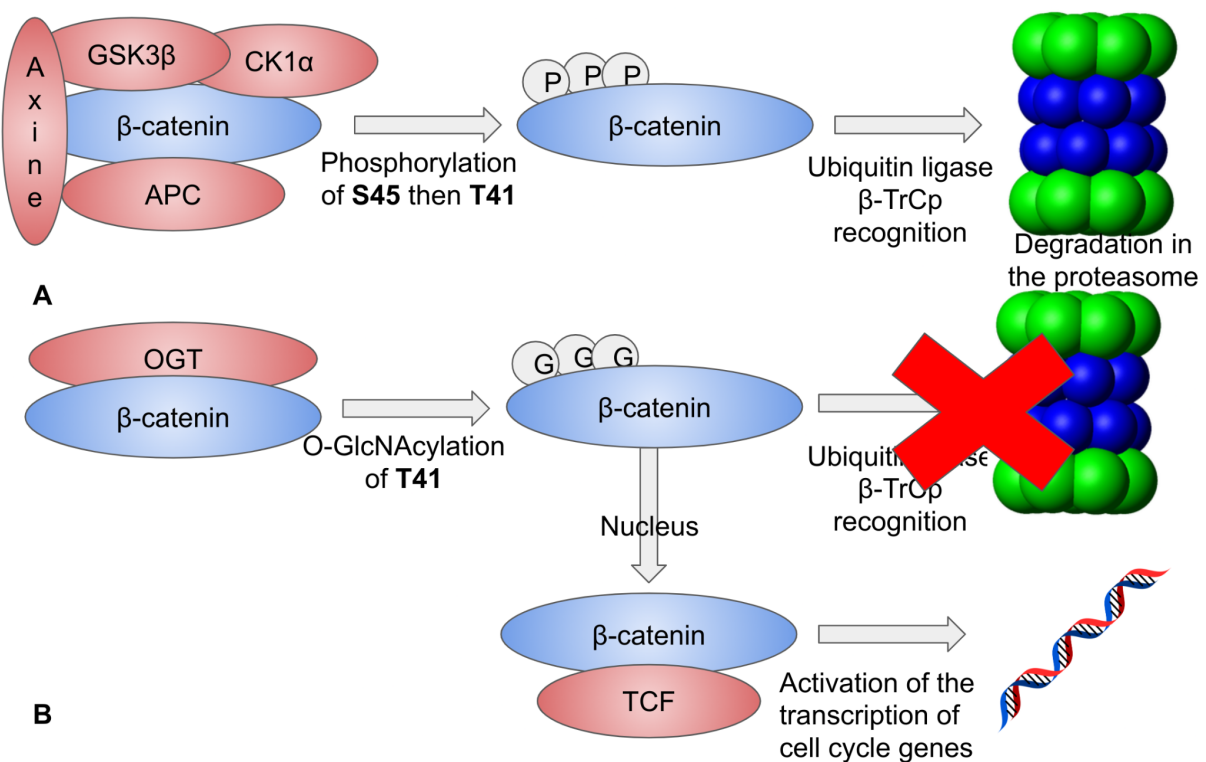 A
x
i
n
e
GSK3β
CK1α
β-catenin
APC
Phosphorylation
of S45 then T41
P P P
β-catenin
Ubiquitin ligase
β-TrCp
recognition
Degradation in
the proteasome
A
OGT
β-catenin
O-GlcNAcylation
of T41
G G G
β-catenin
β-TrCp
recognition
Nucleus
β-catenin
TCF
Activation of the
transcription of
cell cycle genes
B